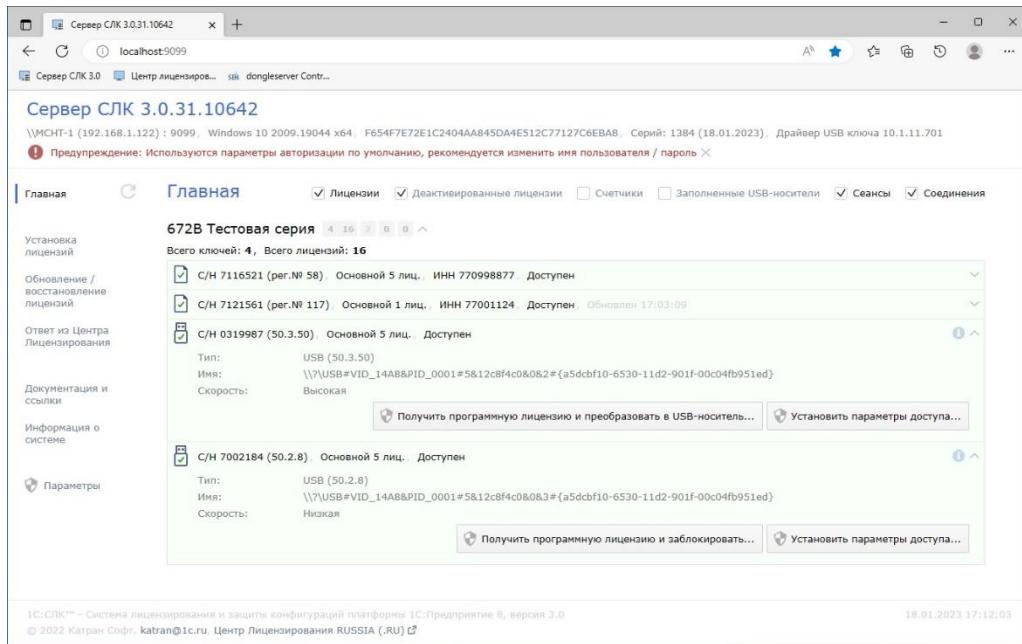 Сервер СЛК 3.0.31.10642
localhost:9099
Сервер СЛК 3.0 Центр лицензиров... dongleserver Contr...
Сервер СЛК 3.0.31.10642
\\MCHT-1 (192.168.1.122) : 9099, Windows 10 2009.19044 x64, F654F7E72E1C2404AA845DA4E512C77127C6EBA8, Серий: 1384 (18.01.2023), Драйвер USB ключа 10.1.11.701
Предупреждение: Используются параметры авторизации по умолчанию, рекомендуется изменить имя пользователя / пароль
Главная
Установка
лицензий
Обновление /
восстановление
лицензий
Ответ из Центра
Лицензирования
Документация и
ссылки
Информация о
системе
Параметры
Главная Лицензии Деактивированные лицензии Счетчики Заполненные USB-носители Сеансы Соединения
672B Тестовая серия 4 16 2 0 0
Всего ключей: 4, Всего лицензий: 16
С/Н 7116521 (рег.№ 58), Основной 5 лиц., ИНН 770998877, Доступен
С/Н 7121561 (рег.№ 117), Основной 1 лиц., ИНН 77001124, Доступен, Обновлен 17:03:09
С/Н 0319987 (50.3.50), Основной 5 лиц., Доступен
Тип: USB (50.3.50)
Имя: \\?\USB#VID_14A8&PID_0001#5&12c8f4c0&0&2#{a5dcbf10-6530-11d2-901f-00c04fb951ed}
Скорость: Высокая
Получить программную лицензию и преобразовать в USB-носитель... Установить параметры доступа...
С/Н 7002184 (50.2.8), Основной 5 лиц., Доступен
Тип: USB (50.2.8)
Имя: \\?\USB#VID_14A8&PID_0001#5&12c8f4c0&0&3#{a5dcbf10-6530-11d2-901f-00c04fb951ed}
Скорость: Низкая
Получить программную лицензию и заблокировать... Установить параметры доступа...
1С:СЛК™ - Система лицензирования и защиты конфигураций платформы 1С:Предприятие 8, версия 3.0 18.01.2023 17:12:03
© 2022 Катран Софт, katran@1c.ru, Центр Лицензирования RUSSIA (.RU)